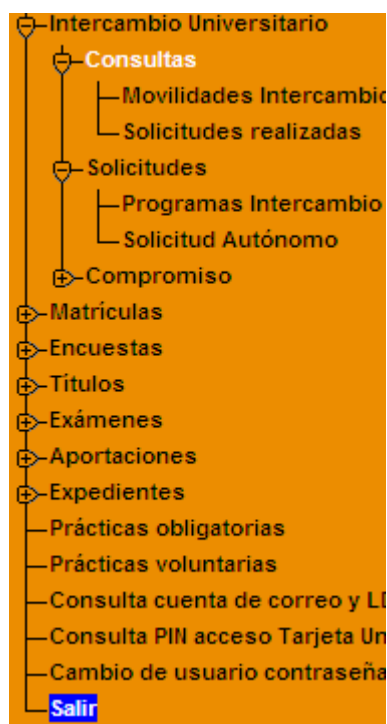 Intercambio Universitario
Consultas
Movilidades Intercambio
Solicitudes realizadas
Solicitudes
Programas Intercambio
Solicitud Autónomo
Compromiso
Matrículas
Encuestas
Títulos
Exámenes
Aportaciones
Expedientes
Prácticas obligatorias
Prácticas voluntarias
Consulta cuenta de correo y
Consulta PIN acceso Tarjeta
Cambio de usuario contraseña
Salir